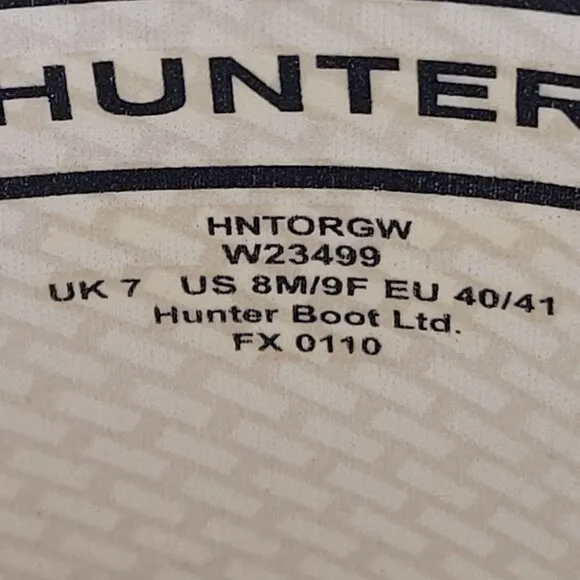 HUNTER
HNTORGW
W23499
UK 7 US 8M/9F EU 40/41
Hunter Boot Ltd.
FX 0110